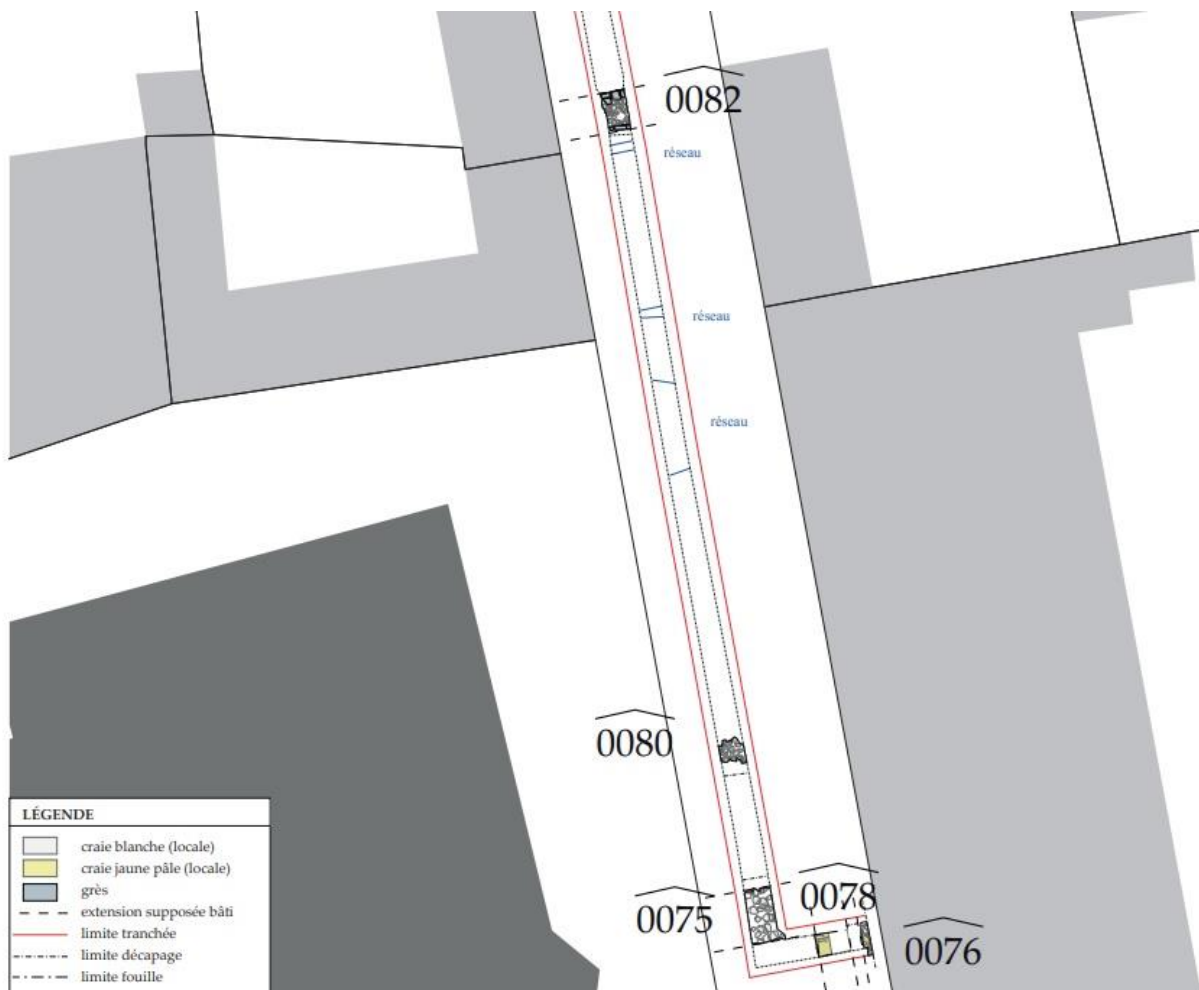 0082
réseau
réseau
réseau
0080
0075
0078
0076
LÉGENDE
craie blanche (locale)
craie jaune pâle (locale)
grès
extension supposée bâti
limite tranchée
limite décapage
limite fouille